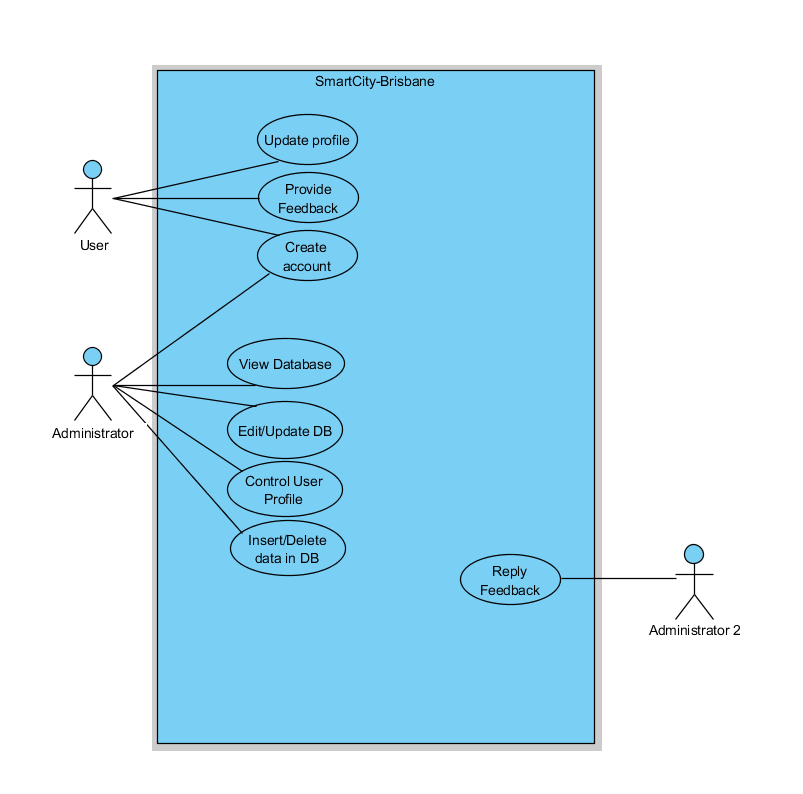 SmartCity-Brisbane
Update profile
Provide
Feedback
User
Create
account
View Database
Administrator
Edit/Update DB
Control User
Profile
Insert/Delete
data in DB
Reply
Feedback
Administrator 2